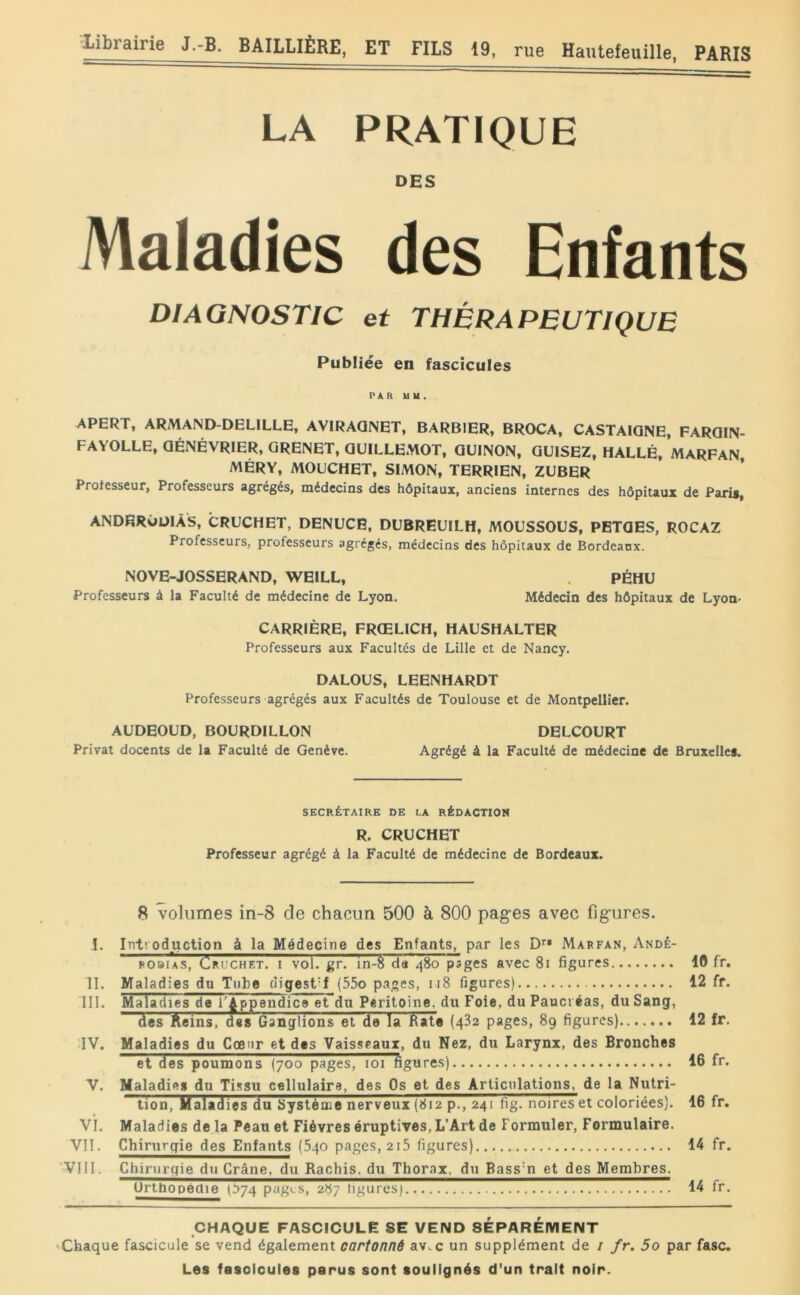 Librairie J.-B. BAILLIÈRE, ET FILS 19, rue Hautefeuille, PARIS
LA PRATIQUE
DES
Maladies des Enfants
DIAGNOSTIC et THÉRAPEUTIQUE
Publiée en fascicules
PAR MM.
APERT, ARMAND-DELILLE, AVIRAGNET, BARBIER, BROCA, CASTAIGNE, FARGIN-
FAYOLLE, GÉNÉVRIER, GRENET, GUILLEMOT, GUINON, GUISEZ, HALLÉ, MARFAN,
MÉRY, MOUCHET, SIMON, TERRIEN, ZUBER
Professeur, Professeurs agrégés, médecins des hôpitaux, anciens internes des hôpitaux de Paris,
ANDÉRODIAS, CRUCHET, DENUCÉ, DUBREUILH, MOUSSOUS, PETGES, ROCAZ
Professeurs, professeurs agrégés, médecins des hôpitaux de Bordeaux.
NOVE-JOSSERAND, WEILL, PÉHU
Professeurs à la Faculté de médecine de Lyon. Médecin des hôpitaux de Lyon.
CARRIÈRE, FRŒLICH, HAUSHALTER
Professeurs aux Facultés de Lille et de Nancy.
DALOUS, LEENHARDT
Professeurs agrégés aux Facultés de Toulouse et de Montpellier.
AUDEOUD, BOURDILLON DELCOURT
Privat docents de la Faculté de Genève. Agrégé à la Faculté de médecine de Bruxelles.
SECRÉTAIRE DE LA RÉDACTION
R. CRUCHET
Professeur agrégé à la Faculté de médecine de Bordeaux.
8 volumes in-8 de chacun 500 à 800 pages avec figures.
I. Introduction à la Médecine des Enfants, par les Drs MARFAN, ANDÉ-
RODIAS, CRUCHET. 1 vol. gr. in-8 de 480 pages avec 81 figures........ 10 fr.
II. Maladies du Tube digestif (550 pages, 118 figures).................... 12 fr.
III. Maladies de l'Appendice et du Péritoine, du Foie, du Pancréas, du Sang,
des Reins, des Ganglions et de la Rate (432 pages, 89 figures)....... 12 fr.
IV. Maladies du Cœur et des Vaisseaux, du Nez, du Larynx, des Bronches
et des poumons (700 pages, 101 figures)............................ 16 fr.
V. Maladies du Tissu cellulaire, des Os et des Articulations, de la Nutri-
tion, Maladies du Système nerveux (812 p., 241 fig. noires et coloriées). 16 fr.
VI. Maladies de la Peau et Fièvres éruptives, L'Art de Formuler, Formulaire.
VII. Chirurgie des Enfants (540 pages, 215 figures)......................... 14 fr.
VIII. Chirurgie du Crâne, du Rachis, du Thorax, du Bassin et des Membres.
Orthopédie (574 pages, 287 figures).................................. 14 fr.
CHAQUE FASCICULE SE VEND SÉPARÉMENT
Chaque fascicule se vend également cartonné avec un supplément de 1 fr. 50 par fasc.
Les fascicules parus sont soulignés d'un trait noir.